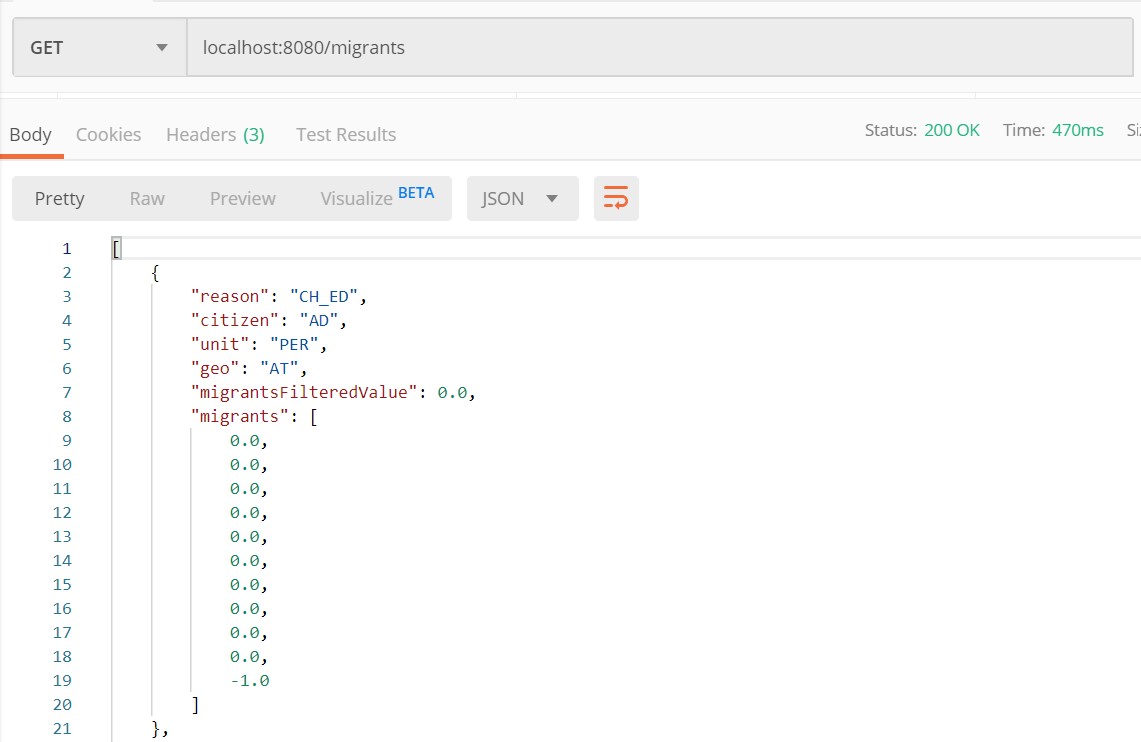 GET localhost:8080/migrants
Body Cookies Headers (3) Test Results Status: 200 OK Time: 470ms
Pretty Raw Preview Visualize BETA JSON
1 [
2 {
3 "reason": "CH_ED",
4 "citizen": "AD",
5 "unit": "PER",
6 "geo": "AT",
7 "migrantsFilteredValue": 0.0,
8 "migrants": [
9 0.0,
10 0.0,
11 0.0,
12 0.0,
13 0.0,
14 0.0,
15 0.0,
16 0.0,
17 0.0,
18 0.0,
19 -1.0
20 ]
21 },